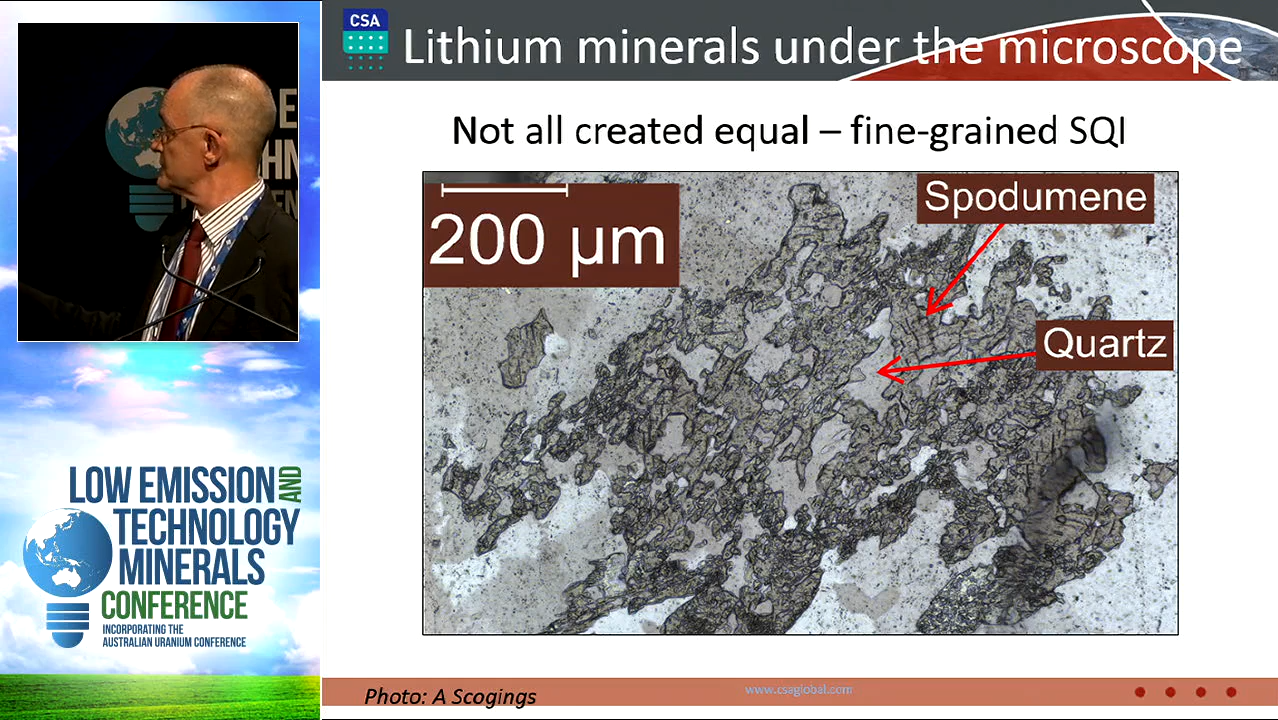 CSA
Lithium minerals under the microscope
Not all created equal – fine-grained SQI
200 µm
Spodumene
Quartz
LOW EMISSION AND
TECHNOLOGY
MINERALS
CONFERENCE
INCORPORATING THE
AUSTRALIAN URANIUM CONFERENCE
Photo: A Scogings
www.csaglobal.com